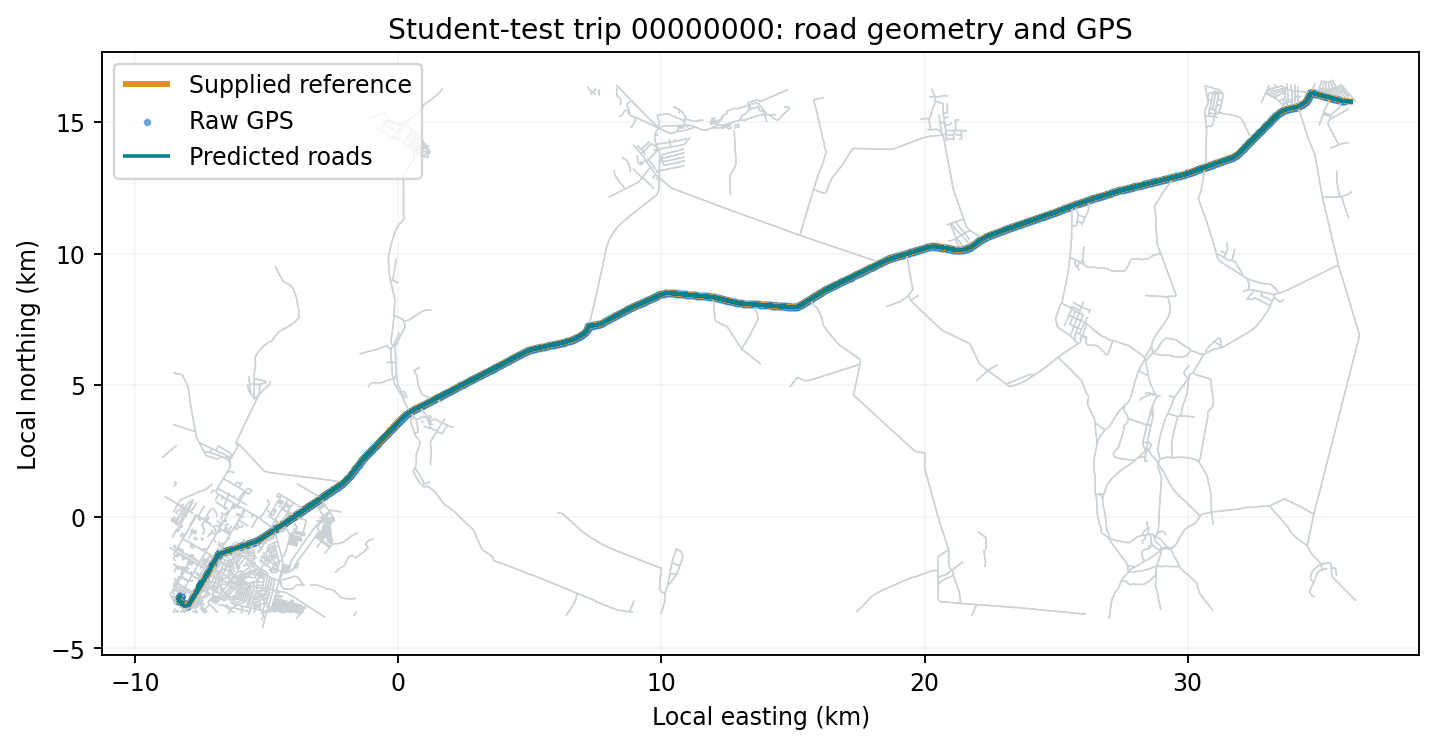 Student-test trip 00000000: road geometry and GPS
Supplied reference
Raw GPS
Predicted roads
Local northing (km)
15
10
5
0
−5
−10
0
10
20
30
Local easting (km)